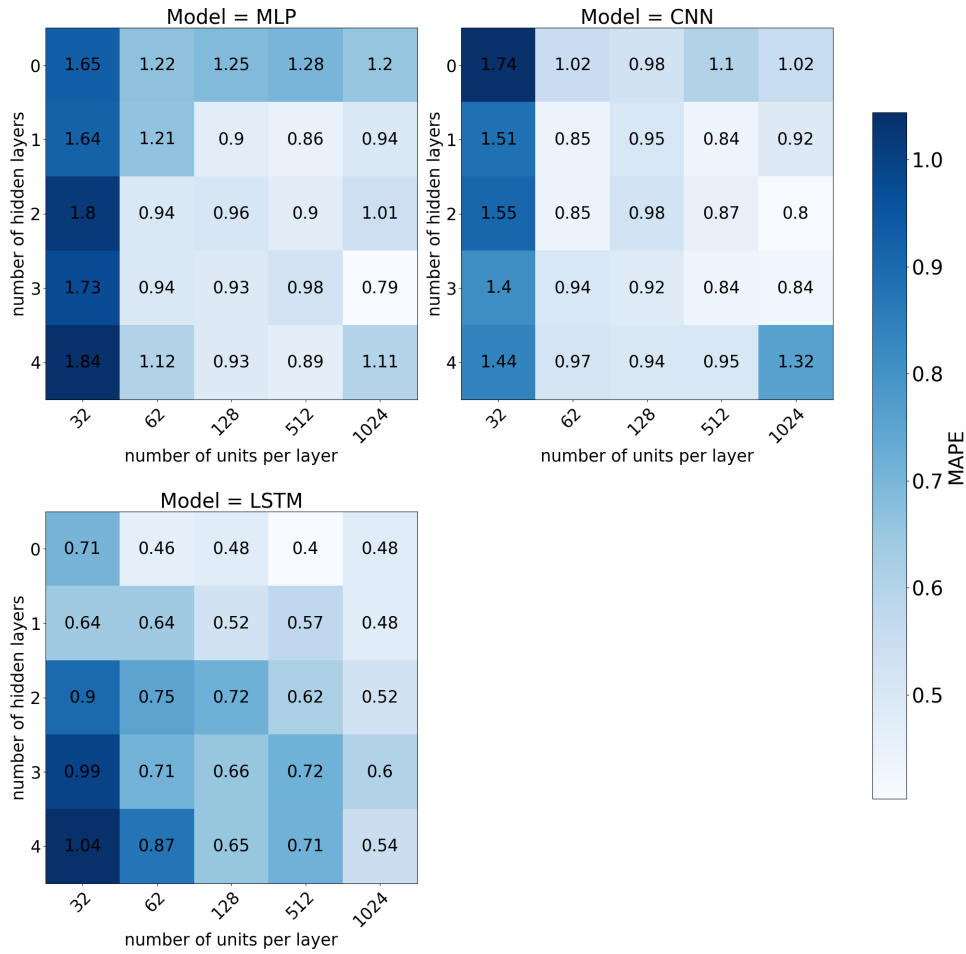 Model = MLP
number of hidden layers
0 1.65 1.22 1.25 1.28 1.2
1 1.64 1.21 0.9 0.86 0.94
2 1.8 0.94 0.96 0.9 1.01
3 1.73 0.94 0.93 0.98 0.79
4 1.84 1.12 0.93 0.89 1.11
32 62 128 512 1024
number of units per layer
Model = CNN
number of hidden layers
0 1.74 1.02 0.98 1.1 1.02
1 1.51 0.85 0.95 0.84 0.92
2 1.55 0.85 0.98 0.87 0.8
3 1.4 0.94 0.92 0.84 0.84
4 1.44 0.97 0.94 0.95 1.32
32 62 128 512 1024
number of units per layer
1.0
0.9
0.8
0.7
0.6
0.5
MAPE
Model = LSTM
number of hidden layers
0 0.71 0.46 0.48 0.4 0.48
1 0.64 0.64 0.52 0.57 0.48
2 0.9 0.75 0.72 0.62 0.52
3 0.99 0.71 0.66 0.72 0.6
4 1.04 0.87 0.65 0.71 0.54
32 62 128 512 1024
number of units per layer